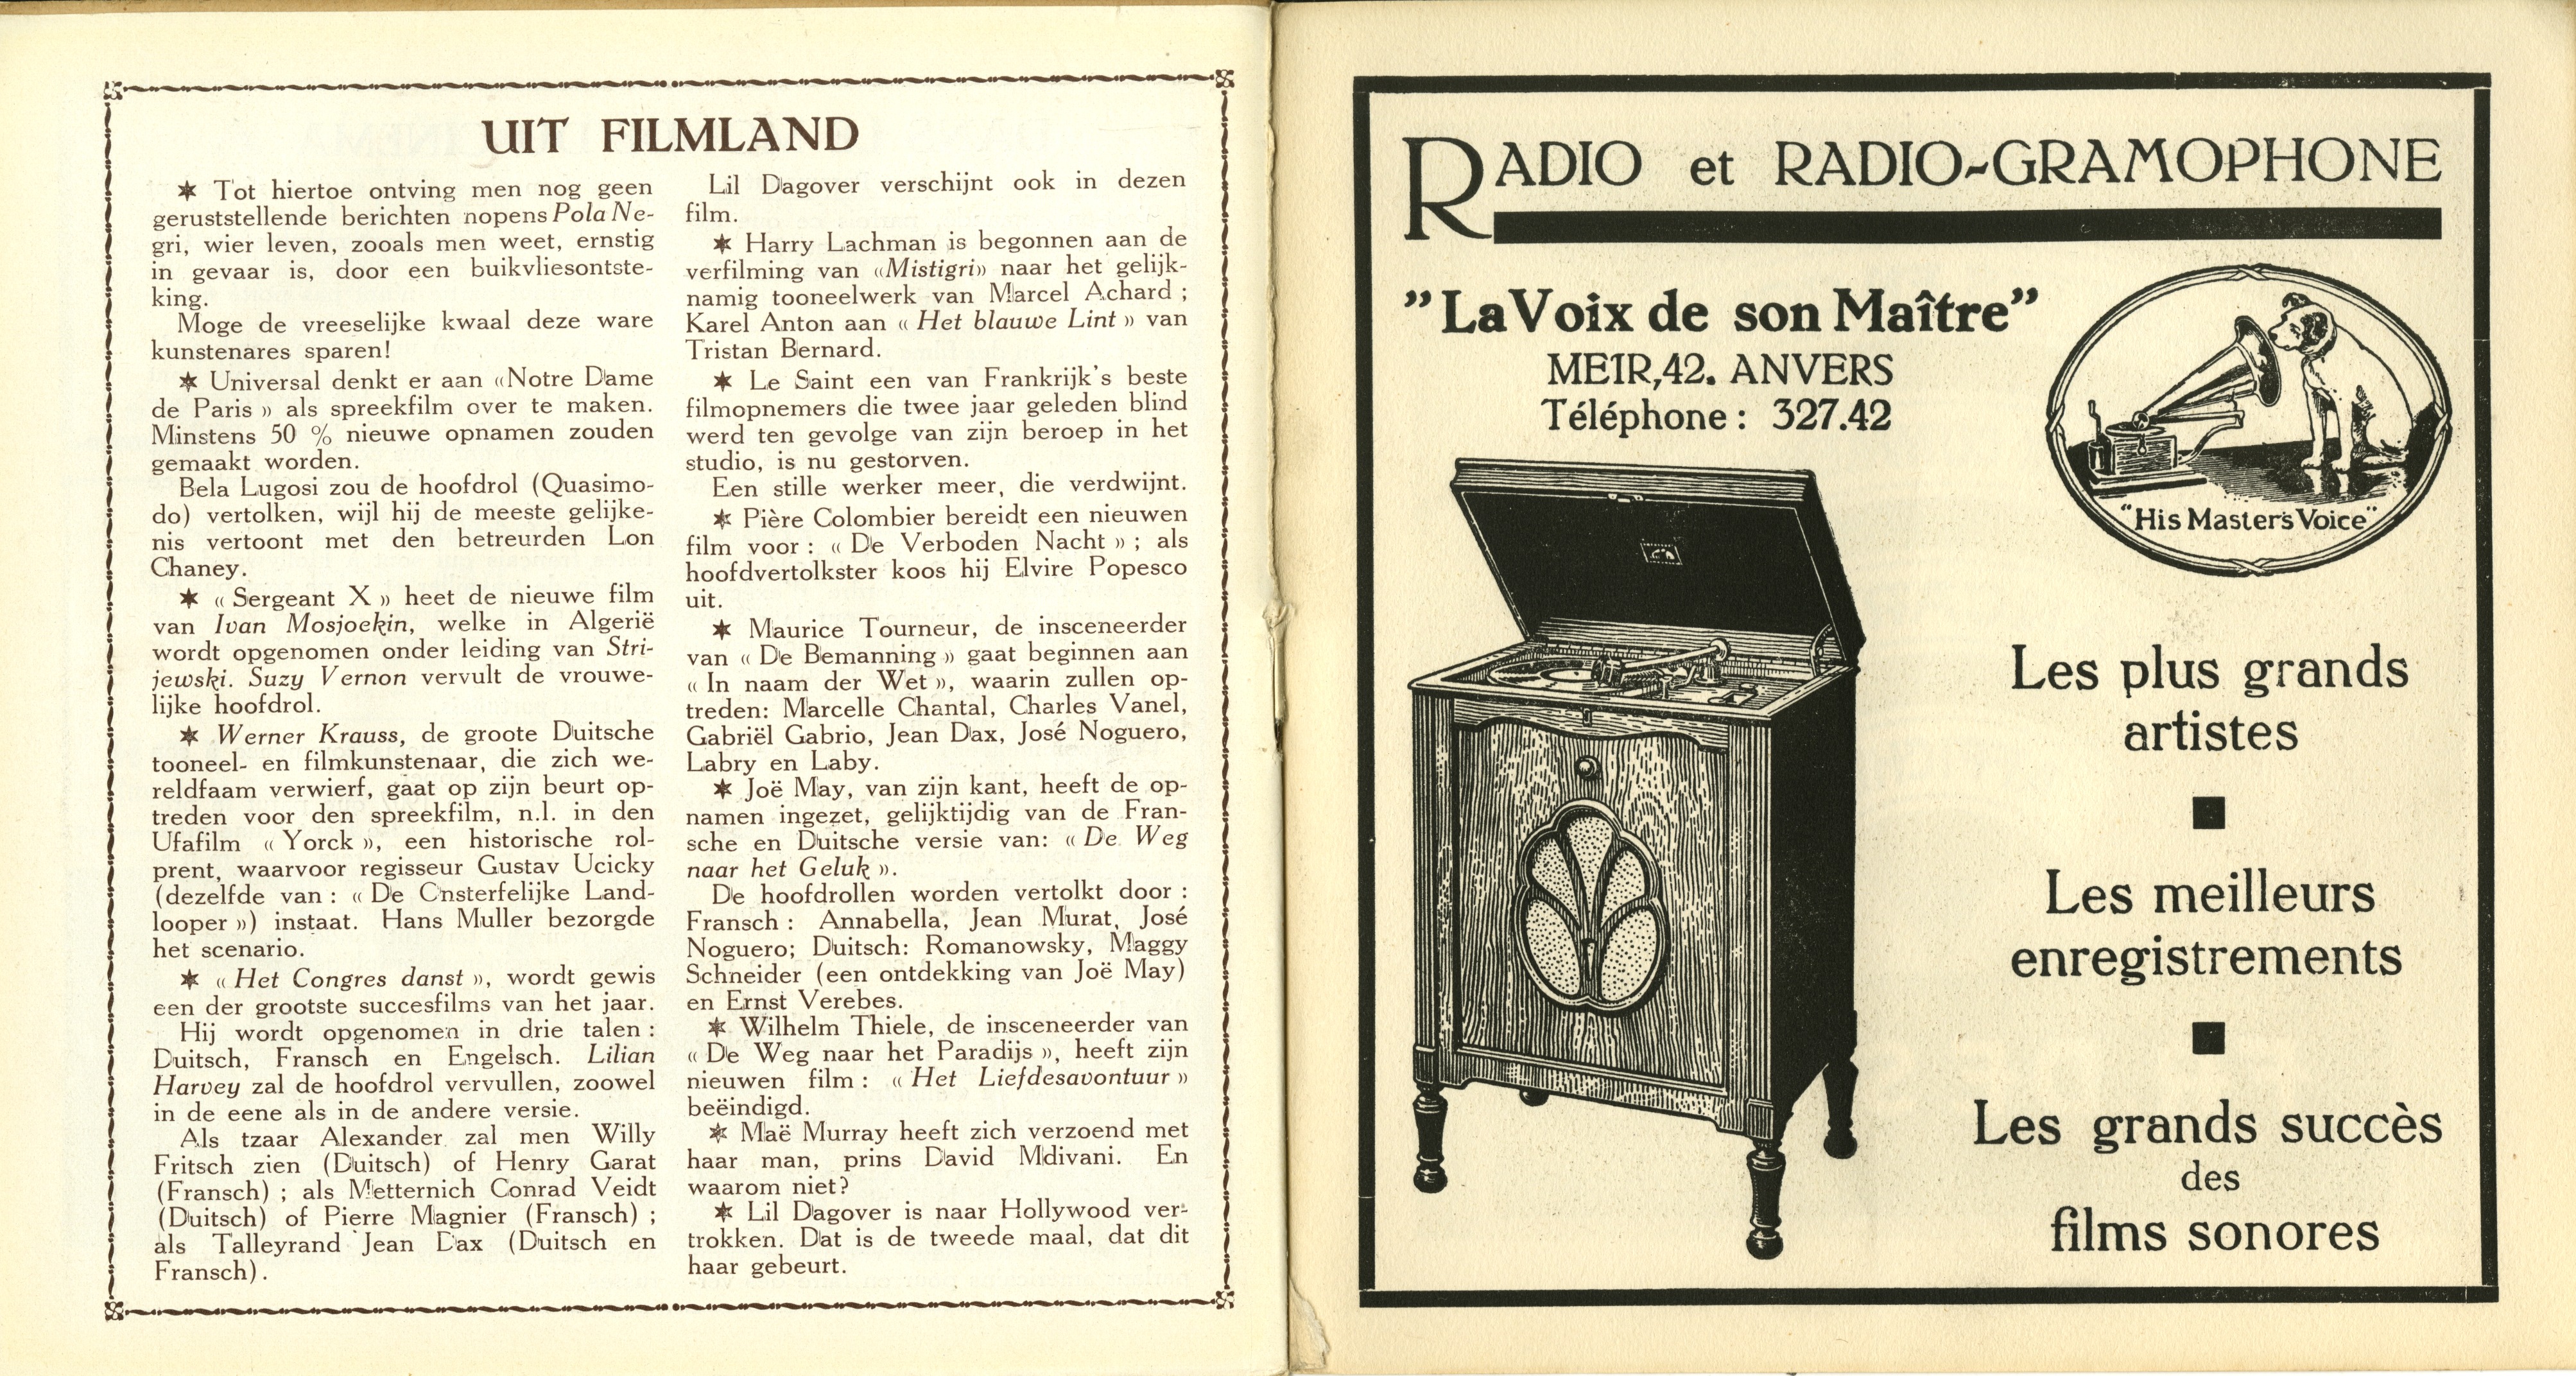 UIT FILMLAND
✶ Tot hiertoe ontving men nog geen
geruststellende berichten nopens Pola Ne-
gri, wier leven, zooals men weet, ernstig
in gevaar is, door een buikvliesontste-
king.
Moge de vreeselijke kwaal deze ware
kunstenares sparen!
✶ Universal denkt er aan «Notre Dame
de Paris » als spreekfilm over te maken.
Minstens 50 % nieuwe opnamen zouden
gemaakt worden.
Bela Lugosi zou de hoofdrol (Quasimo-
do) vertolken, wijl hij de meeste gelijke-
nis vertoont met den betreurden Lon
Chaney.
✶ « Sergeant X » heet de nieuwe film
van Ivan Mosjoekin, welke in Algerië
wordt opgenomen onder leiding van Stri-
jewski. Suzy Vernon vervult de vrouwe-
lijke hoofdrol.
✶ Werner Krauss, de groote Duitsche
tooneel- en filmkunstenaar, die zich we-
reldfaam verwierf, gaat op zijn beurt op-
treden voor den spreekfilm, n.l. in den
Ufafilm « Yorck », een historische rol-
prent, waarvoor regisseur Gustav Ucicky
(dezelfde van : « De Onsterfelijke Land-
looper ») instaat. Hans Muller bezorgde
het scenario.
✶ « Het Congres danst », wordt gewis
een der grootste succesfilms van het jaar.
Hij wordt opgenomen in drie talen :
Duitsch, Fransch en Engelsch. Lilian
Harvey zal de hoofdrol vervullen, zoowel
in de eene als in de andere versie.
Als tzaar Alexander zal men Willy
Fritsch zien (Duitsch) of Henry Garat
(Fransch) ; als Metternich Conrad Veidt
(Duitsch) of Pierre Magnier (Fransch) ;
als Talleyrand Jean Dax (Duitsch en
Fransch).
Lil Dagover verschijnt ook in dezen
film.
✶ Harry Lachman is begonnen aan de
verfilming van «Mistigri» naar het gelijk-
namig tooneelwerk van Marcel Achard ;
Karel Anton aan « Het blauwe Lint » van
Tristan Bernard.
✶ Le Saint een van Frankrijk's beste
filmopnemers die twee jaar geleden blind
werd ten gevolge van zijn beroep in het
studio, is nu gestorven.
Een stille werker meer, die verdwijnt.
✶ Pière Colombier bereidt een nieuwen
film voor : « De Verboden Nacht » ; als
hoofdvertolkster koos hij Elvire Popesco
uit.
✶ Maurice Tourneur, de insceneerder
van « De Bemanning » gaat beginnen aan
« In naam der Wet », waarin zullen op-
treden: Marcelle Chantal, Charles Vanel,
Gabriël Gabrio, Jean Dax, José Noguero,
Labry en Laby.
✶ Joë May, van zijn kant, heeft de op-
namen ingezet, gelijktijdig van de Fran-
sche en Duitsche versie van: « De Weg
naar het Geluk ».
De hoofdrollen worden vertolkt door :
Fransch : Annabella, Jean Murat, José
Noguero; Duitsch: Romanowsky, Maggy
Schneider (een ontdekking van Joë May)
en Ernst Verebes.
✶ Wilhelm Thiele, de insceneerder van
« De Weg naar het Paradijs », heeft zijn
nieuwen film : « Het Liefdesavontuur »
beëindigd.
✶ Maë Murray heeft zich verzoend met
haar man, prins David Mdivani. En
waarom niet?
✶ Lil Dagover is naar Hollywood ver-
trokken. Dat is de tweede maal, dat dit
haar gebeurt.
RADIO et RADIO-GRAMOPHONE
"La Voix de son Maître"
MEIR,42. ANVERS
Téléphone : 327.42
"His Master's Voice"
Les plus grands
artistes
Les meilleurs
enregistrements
Les grands succès
des
films sonores